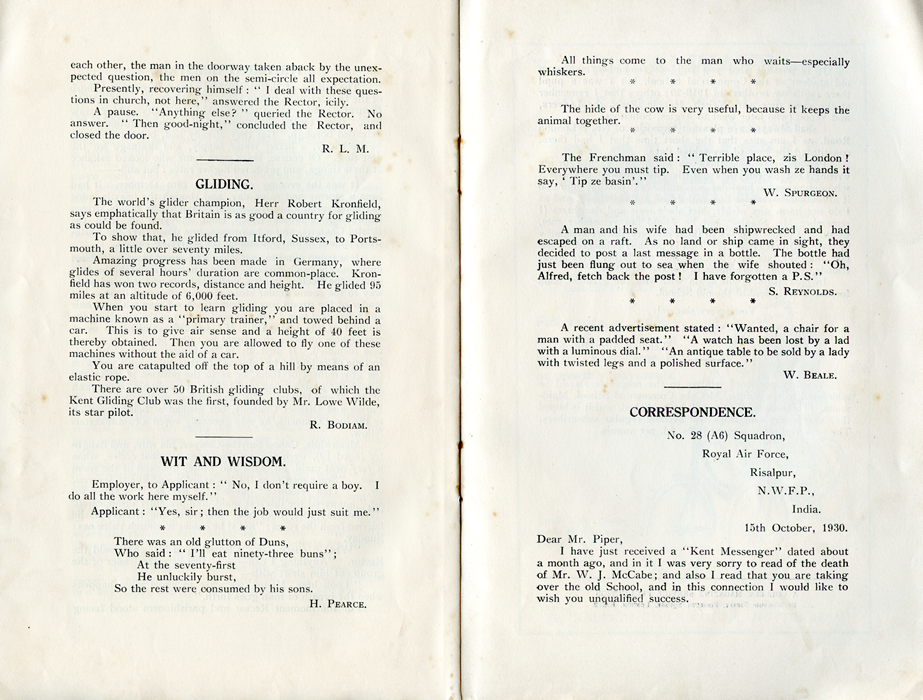 each other, the man in the doorway taken aback by the unex-
pected question, the men on the semi-circle all expectation.
Presently, recovering himself : " I deal with these ques-
tions in church, not here," answered the Rector, icily.
A pause. "Anything else? " queried the Rector. No
answer. " Then good-night," concluded the Rector, and
closed the door.
R. L. M.
GLIDING.
The world's glider champion, Herr Robert Kronfield,
says emphatically that Britain is as good a country for gliding
as could be found.
To show that, he glided from Itford, Sussex, to Ports-
mouth, a little over seventy miles.
Amazing progress has been made in Germany, where
glides of several hours' duration are common-place. Kron-
field has won two records, distance and height. He glided 95
miles at an altitude of 6,000 feet.
When you start to learn gliding you are placed in a
machine known as a "primary trainer," and towed behind a
car. This is to give air sense and a height of 40 feet is
thereby obtained. Then you are allowed to fly one of these
machines without the aid of a car.
You are catapulted off the top of a hill by means of an
elastic rope.
There are over 50 British gliding clubs, of which the
Kent Gliding Club was the first, founded by Mr. Lowe Wilde,
its star pilot.
R. Bodiam.
WIT AND WISDOM.
Employer, to Applicant : " No, I don't require a boy. I
do all the work here myself."
Applicant : "Yes, sir ; then the job would just suit me."
* * * *
There was an old glutton of Duns,
Who said : " I'll eat ninety-three buns" ;
At the seventy-first
He unluckily burst,
So the rest were consumed by his sons.
H. Pearce.
All things come to the man who waits—especially
whiskers.
* * * *
The hide of the cow is very useful, because it keeps the
animal together.
* * * *
The Frenchman said : " Terrible place, zis London !
Everywhere you must tip. Even when you wash ze hands it
say, ' Tip ze basin'."
W. Spurgeon.
* * * *
A man and his wife had been shipwrecked and had
escaped on a raft. As no land or ship came in sight, they
decided to post a last message in a bottle. The bottle had
just been flung out to sea when the wife shouted : "Oh,
Alfred, fetch back the post ! I have forgotten a P.S."
S. Reynolds.
* * * *
A recent advertisement stated : "Wanted, a chair for a
man with a padded seat." "A watch has been lost by a lad
with a luminous dial." "An antique table to be sold by a lady
with twisted legs and a polished surface."
W. Beale.
CORRESPONDENCE.
No. 28 (A6) Squadron,
Royal Air Force,
Risalpur,
N.W.F.P.,
India.
15th October, 1930.
Dear Mr. Piper,
I have just received a "Kent Messenger" dated about
a month ago, and in it I was very sorry to read of the death
of Mr. W. J. McCabe; and also I read that you are taking
over the old School, and in this connection I would like to
wish you unqualified success.